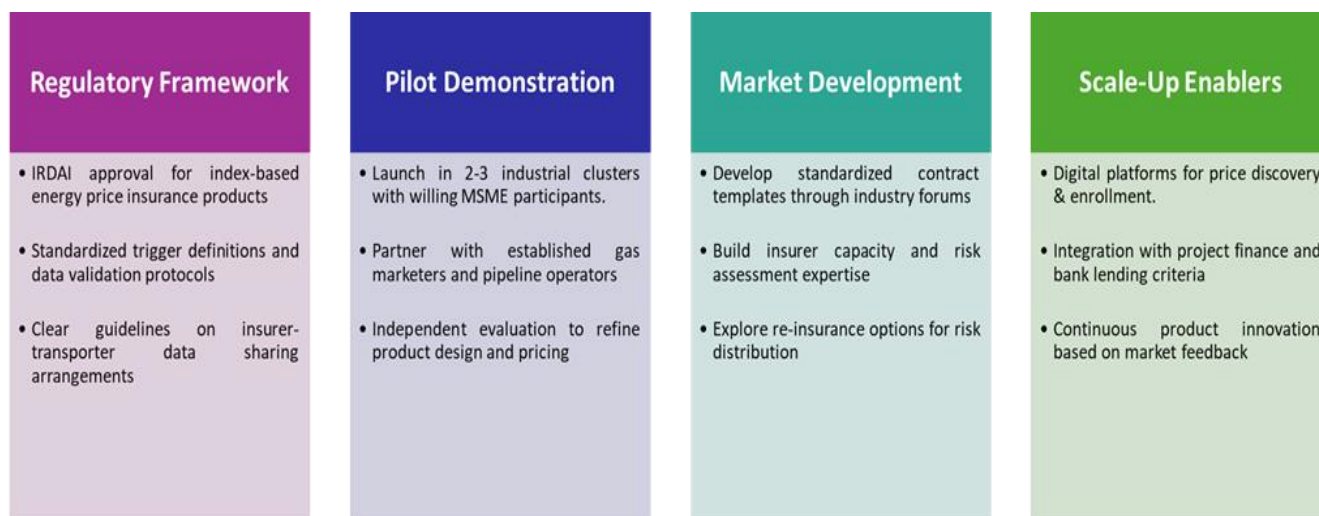 Regulatory Framework
• IRDAI approval for index-based
energy price insurance products
• Standardized trigger definitions and
data validation protocols
• Clear guidelines on insurer-
transporter data sharing
arrangements
Pilot Demonstration
• Launch in 2-3 industrial clusters
with willing MSME participants.
• Partner with established gas
marketers and pipeline operators
• Independent evaluation to refine
product design and pricing
Market Development
• Develop standardized contract
templates through industry forums
• Build insurer capacity and risk
assessment expertise
• Explore re-insurance options for risk
distribution
Scale-Up Enablers
• Digital platforms for price discovery
& enrollment.
• Integration with project finance and
bank lending criteria
• Continuous product innovation
based on market feedback